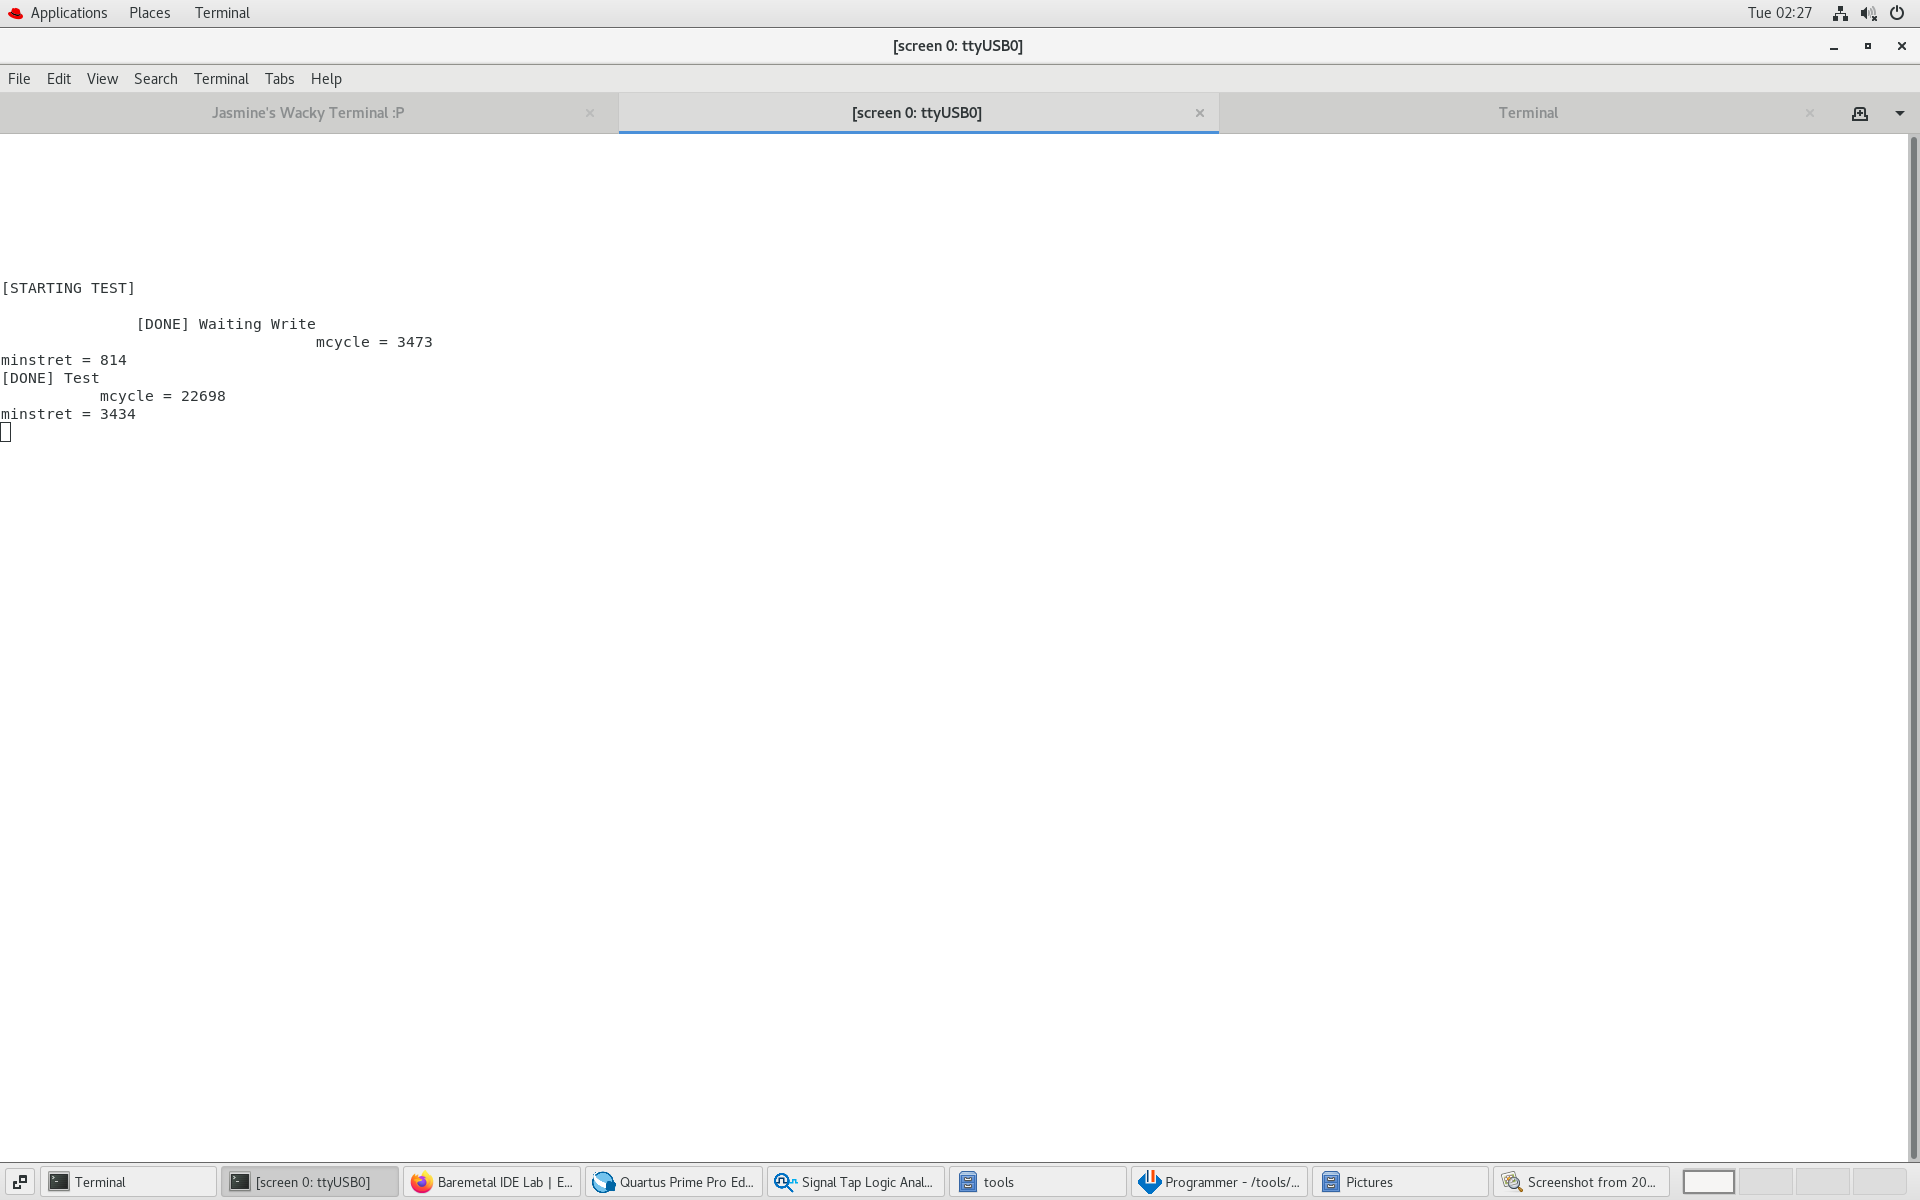 Applications Places Terminal Tue 02:27
[screen 0: ttyUSB0]
File Edit View Search Terminal Tabs Help
Jasmine's Wacky Terminal :P [screen 0: ttyUSB0] Terminal
[STARTING TEST]
[DONE] Waiting Write
mcycle = 3473
minstret = 814
[DONE] Test
mcycle = 22698
minstret = 3434
Terminal [screen 0: ttyUSB0] Baremetal IDE Lab | E... Quartus Prime Pro Ed... Signal Tap Logic Anal... tools Programmer - /tools/... Pictures Screenshot from 20...